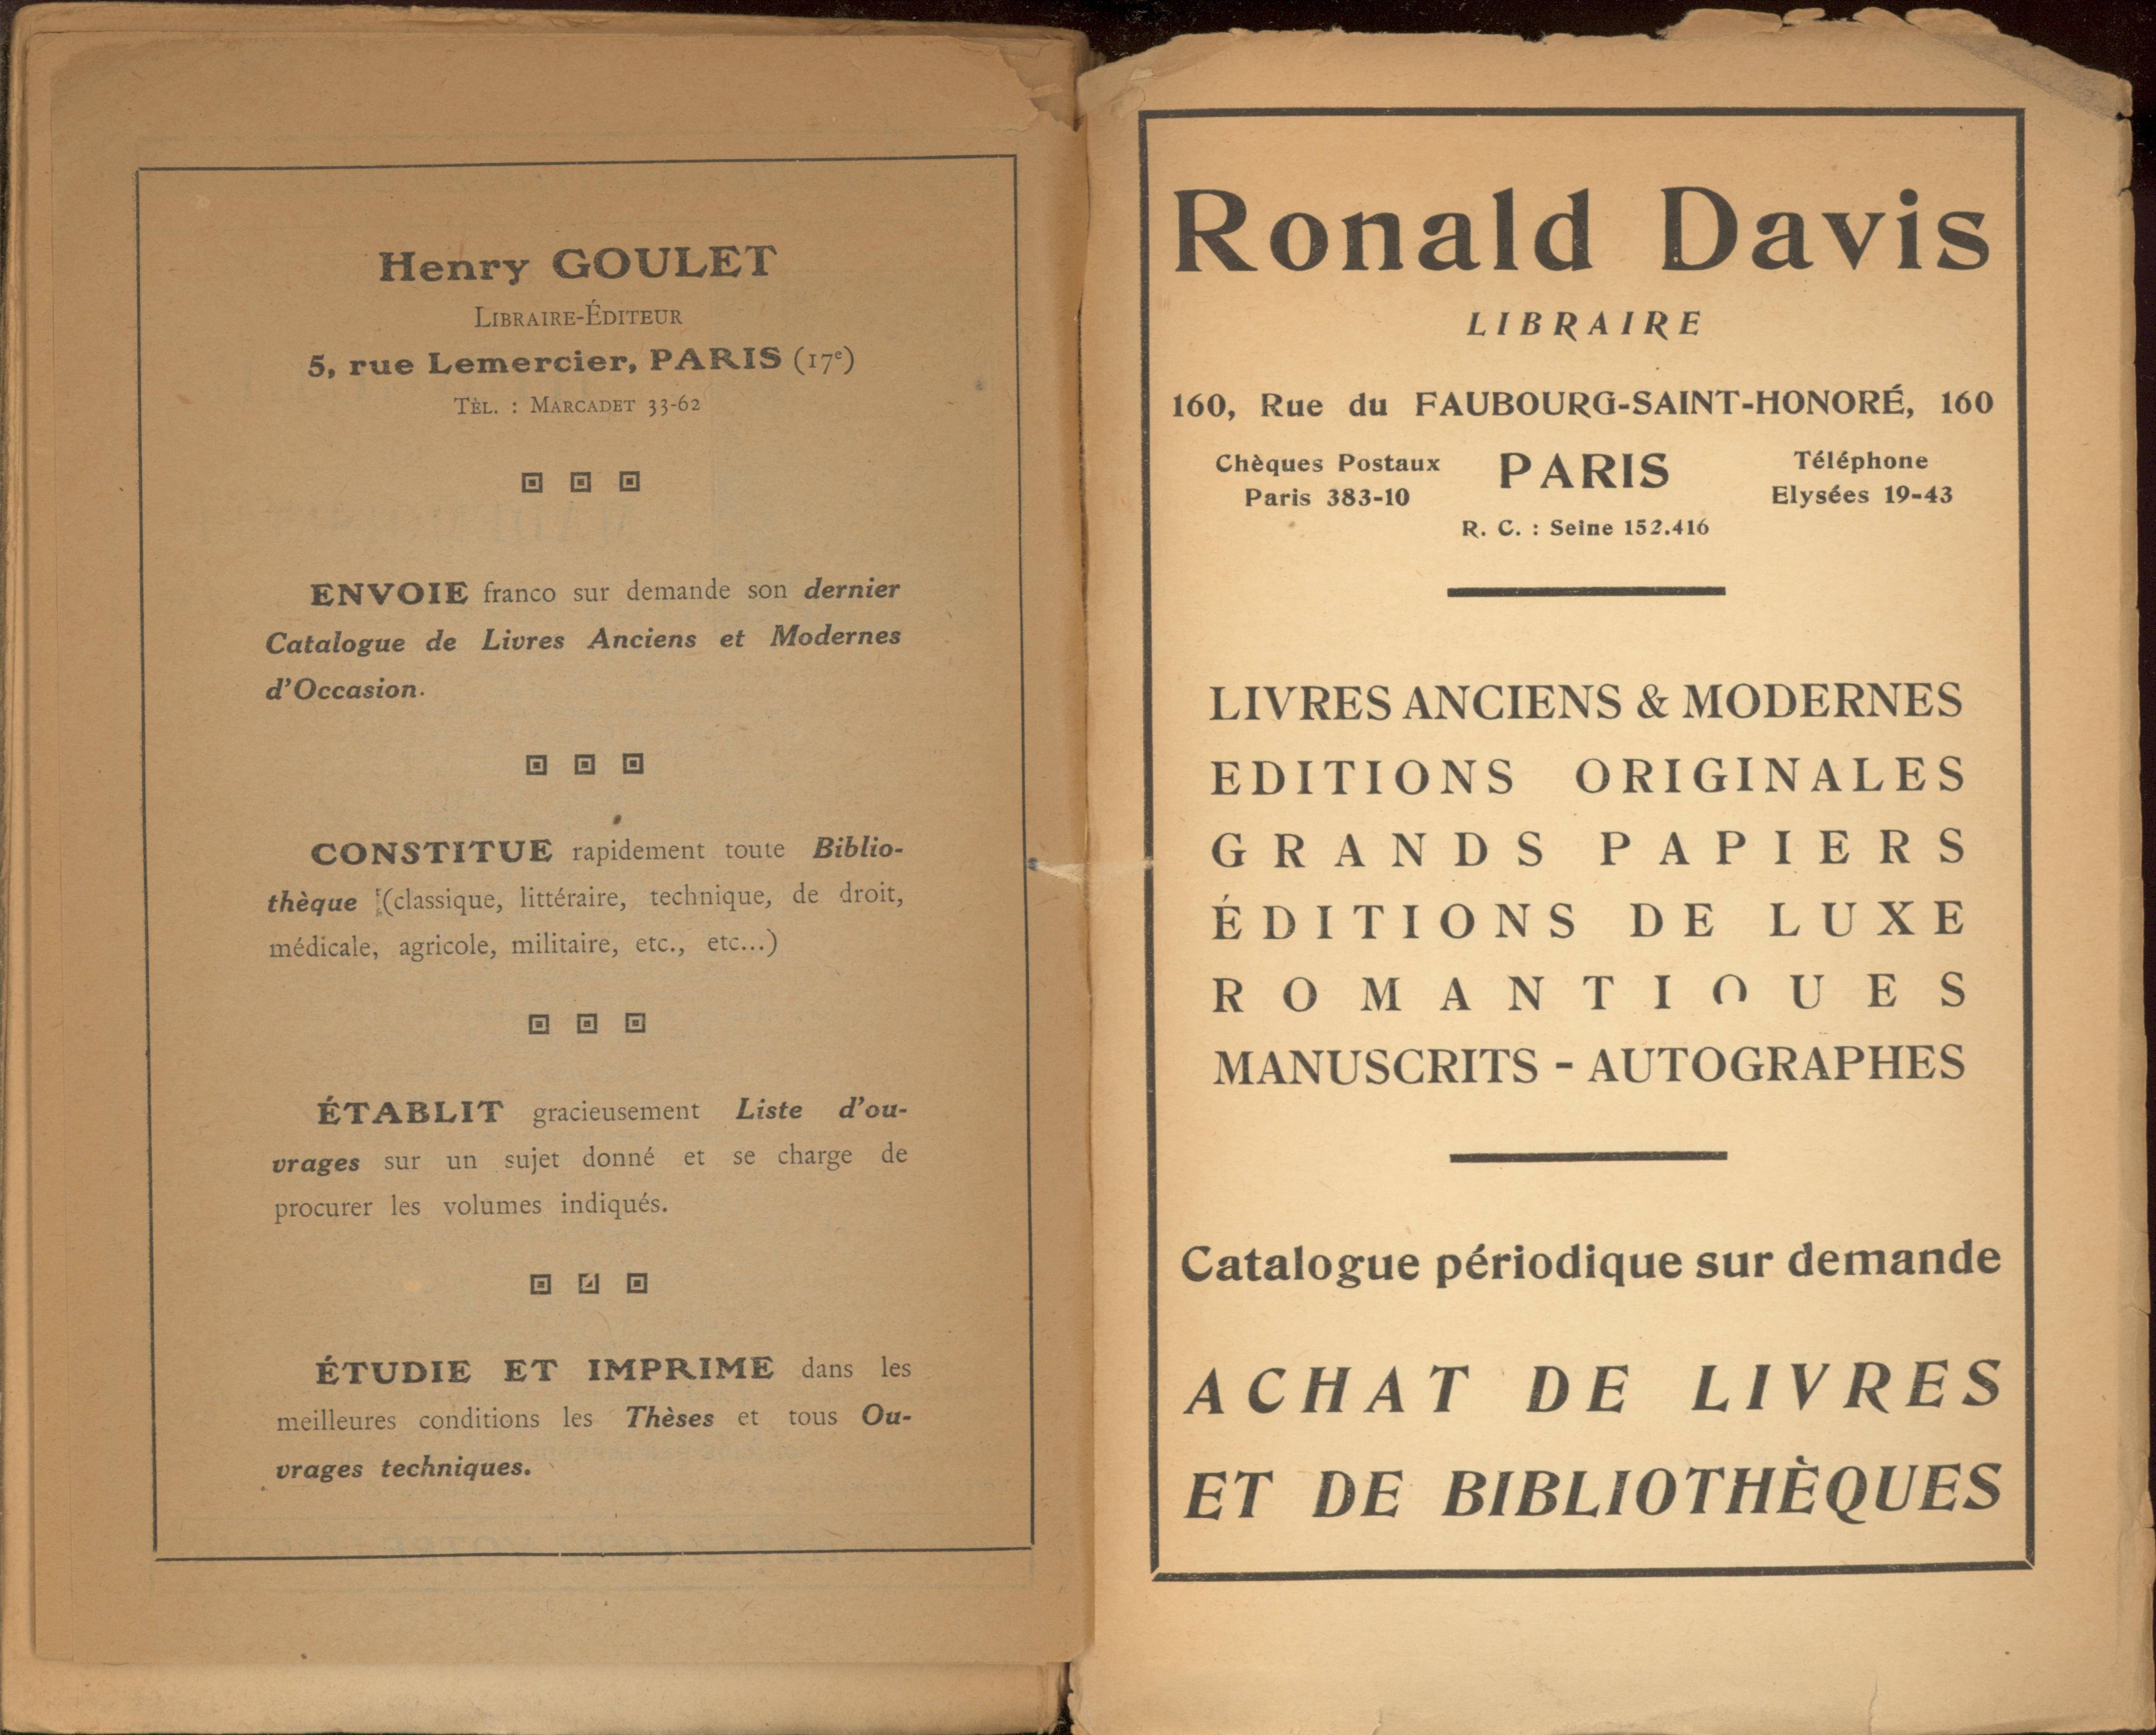 Henry GOULET
LIBRAIRE-ÉDITEUR
5, rue Lemercier, PARIS (17e)
TÈL. : MARCADET 33-62
ENVOIE franco sur demande son dernier
Catalogue de Livres Anciens et Modernes
d'Occasion.
CONSTITUE rapidement toute Biblio-
thèque (classique, littéraire, technique, de droit,
médicale, agricole, militaire, etc., etc...)
ÉTABLIT gracieusement Liste d'ou-
vrages sur un sujet donné et se charge de
procurer les volumes indiqués.
ÉTUDIE ET IMPRIME dans les
meilleures conditions les Thèses et tous Ou-
vrages techniques.
Ronald Davis
LIBRAIRE
160, Rue du FAUBOURG-SAINT-HONORÉ, 160
Chèques Postaux
Paris 383-10
PARIS
R. C. : Seine 152.416
Téléphone
Elysées 19-43
LIVRES ANCIENS & MODERNES
EDITIONS ORIGINALES
GRANDS PAPIERS
ÉDITIONS DE LUXE
ROMANTIQUES
MANUSCRITS - AUTOGRAPHES
Catalogue périodique sur demande
ACHAT DE LIVRES
ET DE BIBLIOTHÈQUES